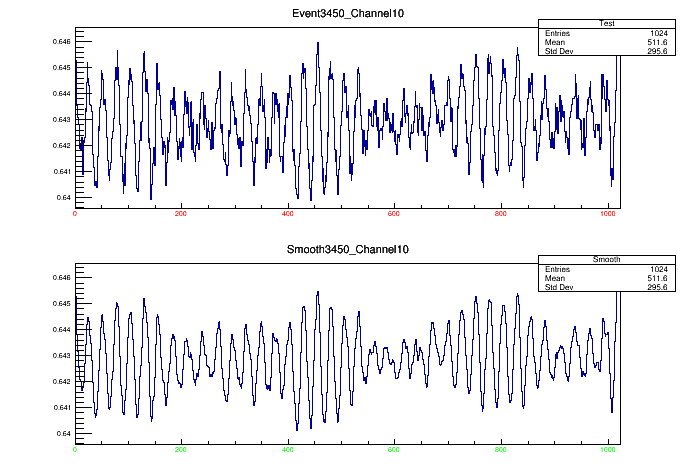 Event3450_Channel10
Test
Entries 1024
Mean 511.6
Std Dev 295.6
0.646
0.645
0.644
0.643
0.642
0.641
0.64
0 200 400 600 800 1000
Smooth3450_Channel10
Smooth
Entries 1024
Mean 511.6
Std Dev 295.6
0.646
0.645
0.644
0.643
0.642
0.641
0.64
0 200 400 600 800 1000